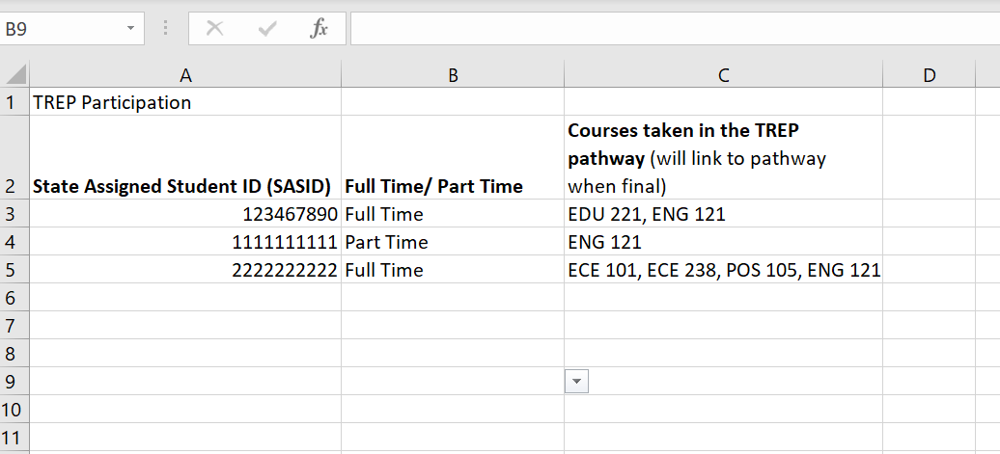 B9 fx
A B C D
1 TREP Participation
Courses taken in the TREP
pathway (will link to pathway
2 State Assigned Student ID (SASID) Full Time/ Part Time when final)
3 123467890 Full Time EDU 221, ENG 121
4 1111111111 Part Time ENG 121
5 2222222222 Full Time ECE 101, ECE 238, POS 105, ENG 121
6
7
8
9
10
11